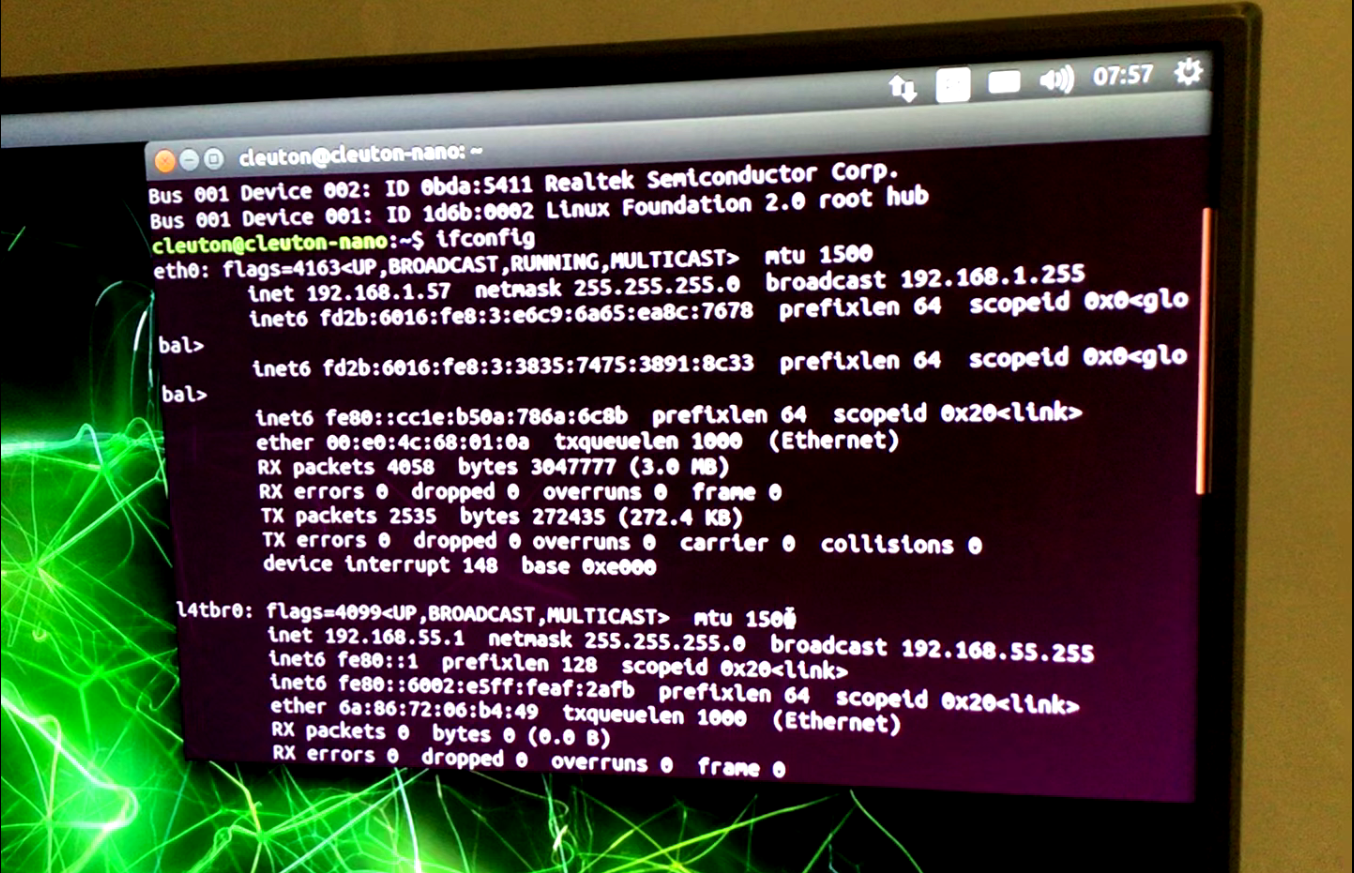 07:57
cleuton@cleuton-nano: ~
Bus 001 Device 002: ID 0bda:5411 Realtek Semiconductor Corp.
Bus 001 Device 001: ID 1d6b:0002 Linux Foundation 2.0 root hub
cleuton@cleuton-nano:~$ ifconfig
eth0: flags=4163<UP,BROADCAST,RUNNING,MULTICAST>  mtu 1500
inet 192.168.1.57  netmask 255.255.255.0  broadcast 192.168.1.255
inet6 fd2b:6016:fe8:3:e6c9:6a65:ea8c:7678  prefixlen 64  scopeid 0x0<glo
bal>
inet6 fd2b:6016:fe8:3:3835:7475:3891:8c33  prefixlen 64  scopeid 0x0<glo
bal>
inet6 fe80::cc1e:b50a:786a:6c8b  prefixlen 64  scopeid 0x20<link>
ether 00:e0:4c:68:01:0a  txqueuelen 1000  (Ethernet)
RX packets 4058  bytes 3047777 (3.0 MB)
RX errors 0  dropped 0  overruns 0  frame 0
TX packets 2535  bytes 272435 (272.4 KB)
TX errors 0  dropped 0 overruns 0  carrier 0  collisions 0
device interrupt 148  base 0xe000
l4tbr0: flags=4099<UP,BROADCAST,MULTICAST>  mtu 1500
inet 192.168.55.1  netmask 255.255.255.0  broadcast 192.168.55.255
inet6 fe80::1  prefixlen 128  scopeid 0x20<link>
inet6 fe80::6002:e5ff:feaf:2afb  prefixlen 64  scopeid 0x20<link>
ether 6a:86:72:06:b4:49  txqueuelen 1000  (Ethernet)
RX packets 0  bytes 0 (0.0 B)
RX errors 0  dropped 0  overruns 0  frame 0